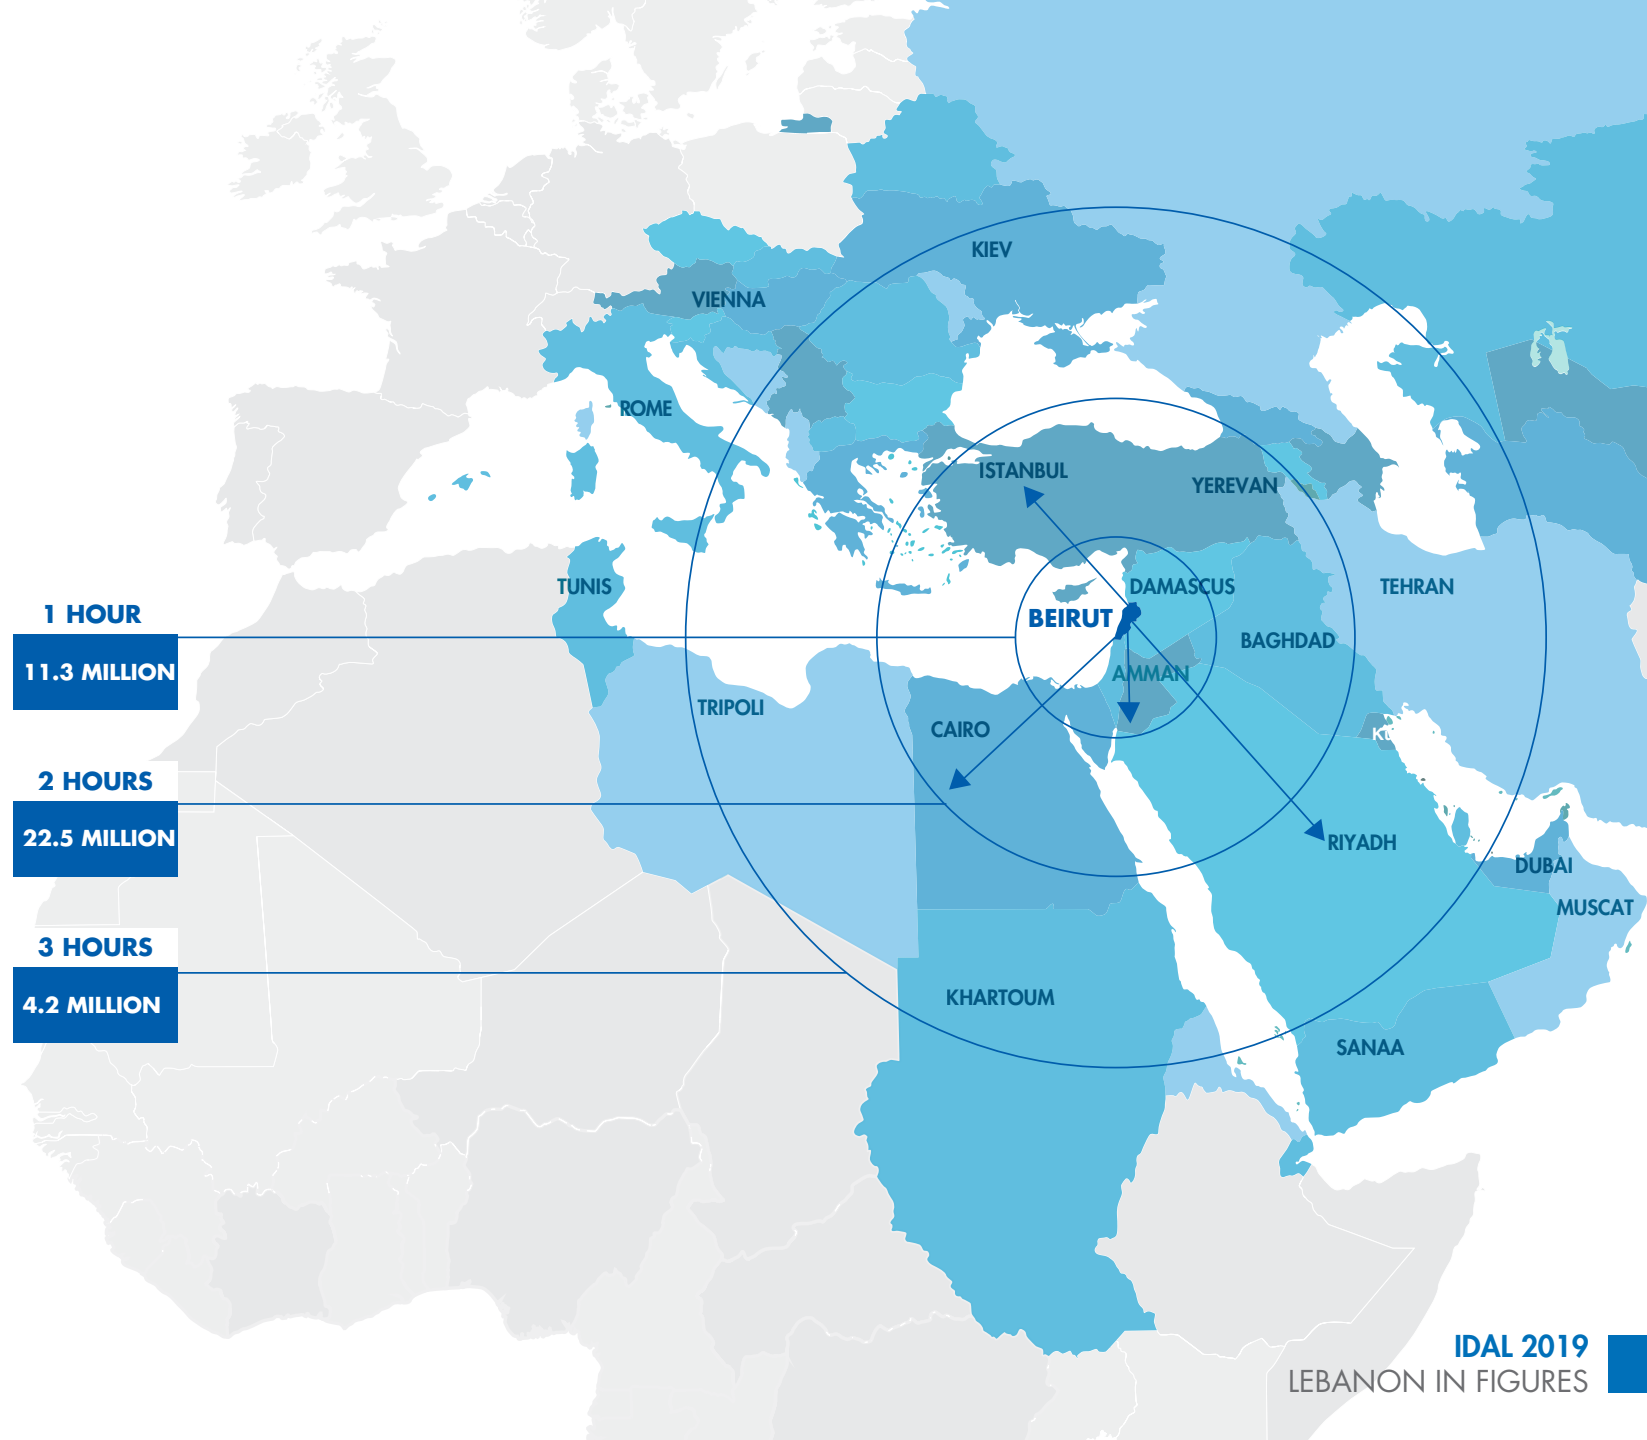 KIEV
VIENNA
ROME
ISTANBUL
YEREVAN
TUNIS
DAMASCUS
TEHRAN
1 HOUR
BEIRUT
BAGHDAD
11.3 MILLION
AMMAN
TRIPOLI
CAIRO
2 HOURS
22.5 MILLION
RIYADH
DUBAI
MUSCAT
3 HOURS
4.2 MILLION
KHARTOUM
SANAA
IDAL 2019
LEBANON IN FIGURES